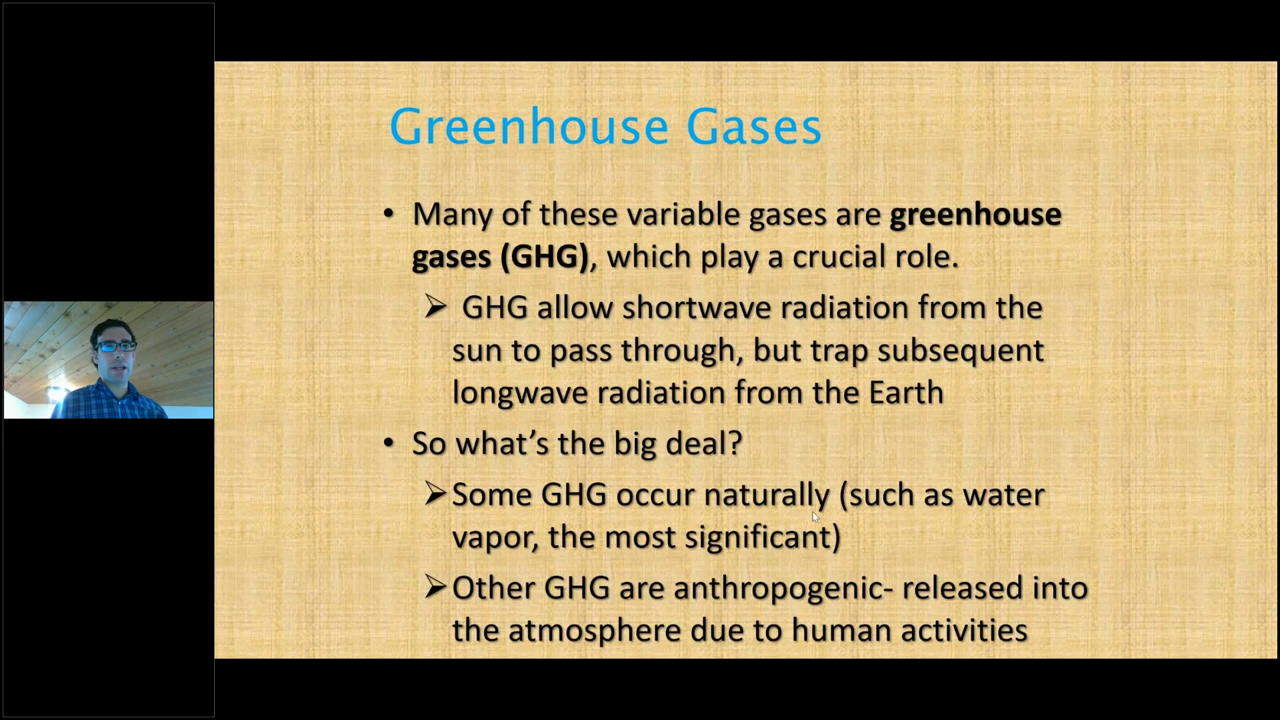 Greenhouse Gases
• Many of these variable gases are greenhouse
gases (GHG), which play a crucial role.
➢ GHG allow shortwave radiation from the
sun to pass through, but trap subsequent
longwave radiation from the Earth
• So what’s the big deal?
➢Some GHG occur naturally (such as water
vapor, the most significant)
➢Other GHG are anthropogenic- released into
the atmosphere due to human activities